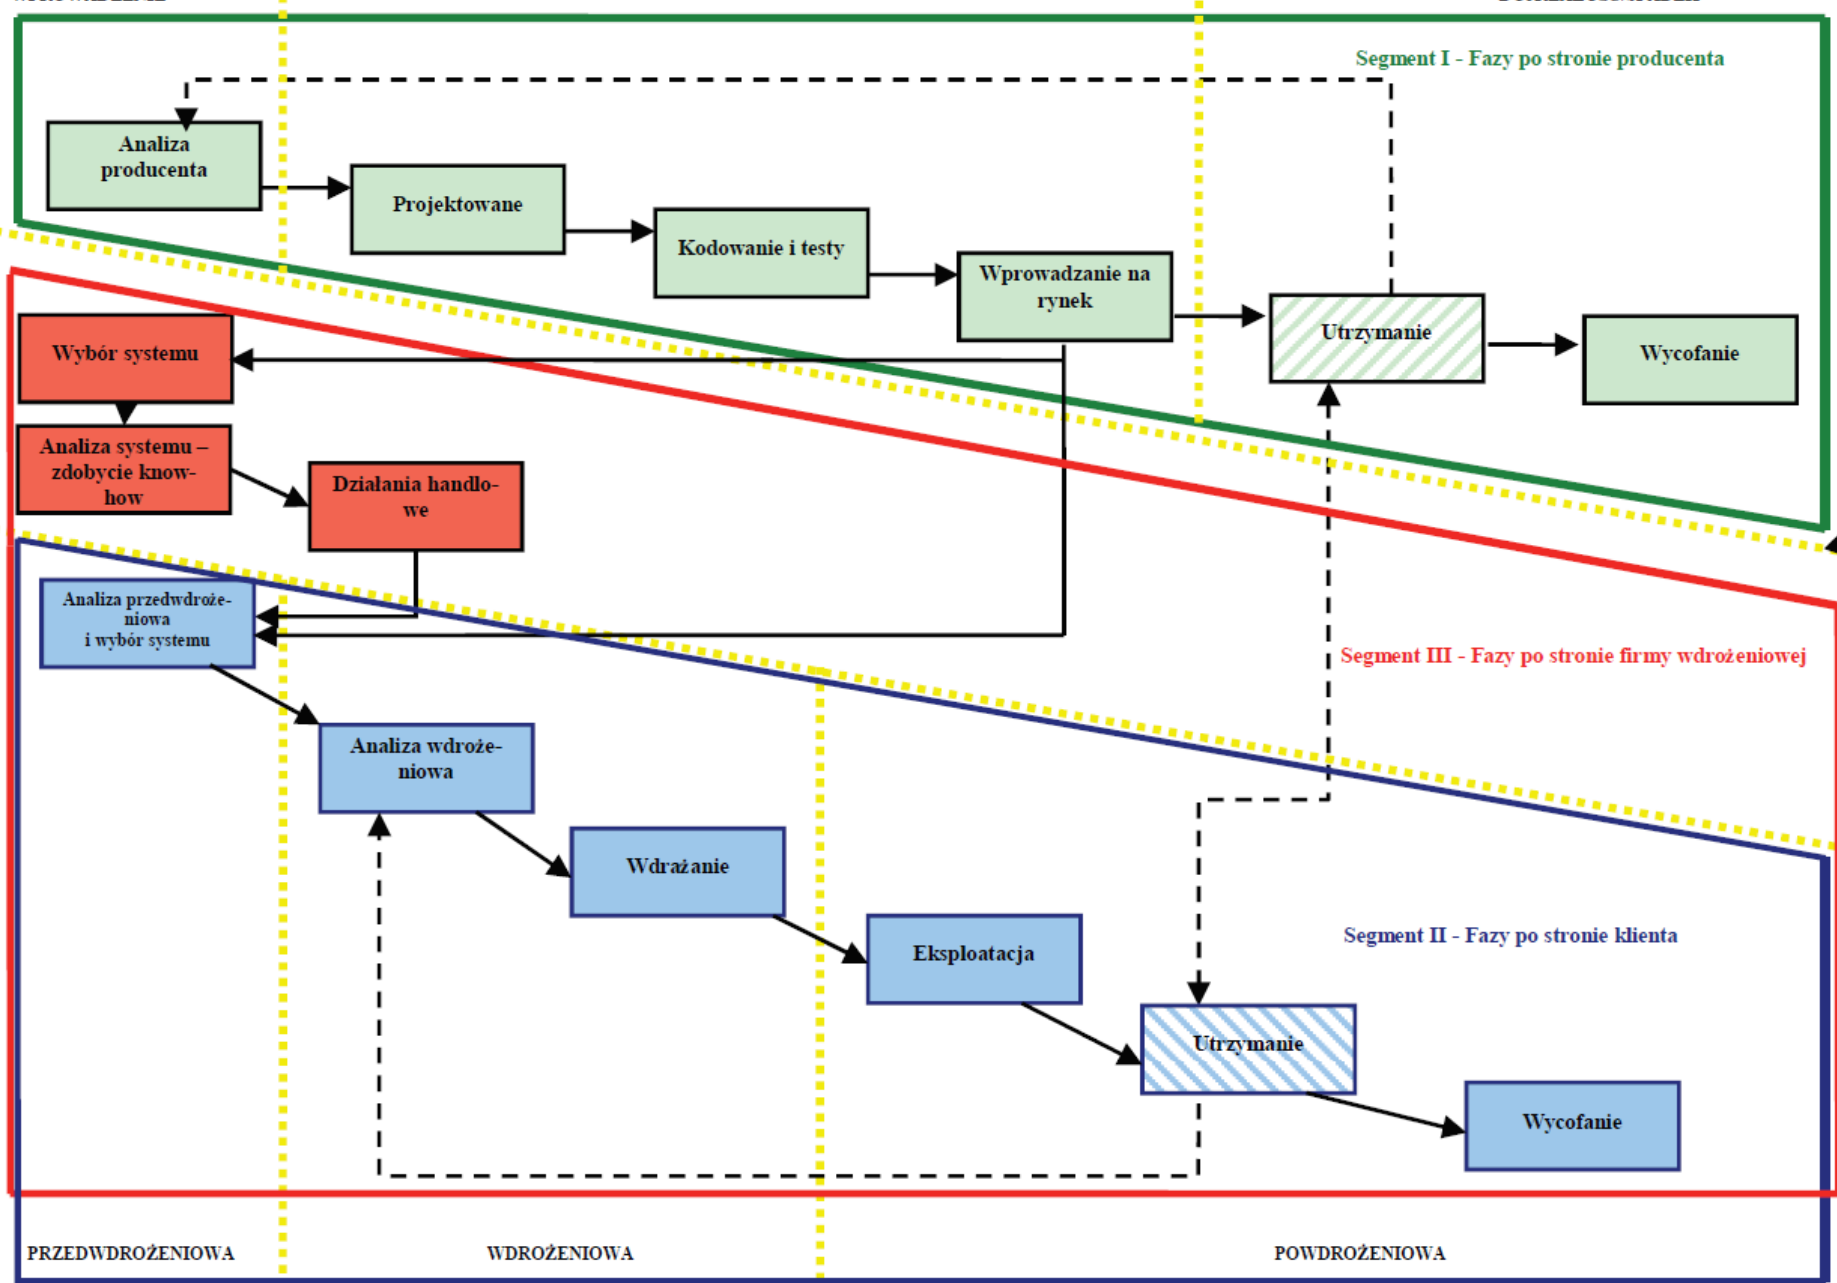 Segment I - Fazy po stronie producenta
Analiza
producenta
Projektowane
Kodowanie i testy
Wprowadzanie na
rynek
Utrzymanie
Wycofanie
Wybór systemu
Analiza systemu –
zdobycie know-
how
Działania handlo-
we
Analiza przedwdroże-
niowa
i wybór systemu
Segment III - Fazy po stronie firmy wdrożeniowej
Analiza wdroże-
niowa
Wdrażanie
Eksploatacja
Segment II - Fazy po stronie klienta
Utrzymanie
Wycofanie
PRZEDWDROŻENIOWA
WDROŻENIOWA
POWDROŻENIOWA